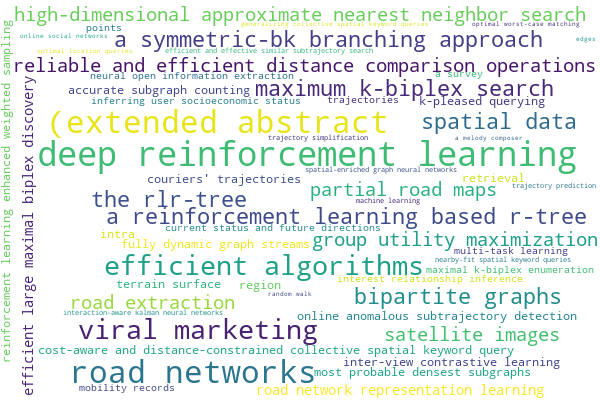 high-dimensional approximate nearest neighbor search
generalizing collective spatial keyword queries
optimal worst-case matching
points
online social networks
a symmetric-bk branching approach
edges
optimal location queries
efficient and effective similar subtrajectory search
reliable and efficient distance comparison operations
neural open information extraction
a survey
accurate subgraph counting
maximum k-biplex search
inferring user socioeconomic status
trajectories
k-pleased querying
(extended abstract
spatial data
trajectory simplification
a melody composer
deep reinforcement learning
spatial-enriched graph neural networks
couriers' trajectories
retrieval
partial road maps
trajectory prediction
the rlr-tree
machine learning
a reinforcement learning based r-tree
current status and future directions
intra
fully dynamic graph streams
group utility maximization
multi-task learning
efficient algorithms
nearby-fit spatial keyword queries
maximal k-biplex enumeration
interest relationship inference
terrain surface
region
road extraction
random walk
bipartite graphs
interaction-aware kalman neural networks
online anomalous subtrajectory detection
viral marketing
satellite images
cost-aware and distance-constrained collective spatial keyword query
inter-view contrastive learning
road networks
most probable densest subgraphs
mobility records
road network representation learning
reinforcement learning enhanced weighted sampling
efficient large maximal biplex discovery